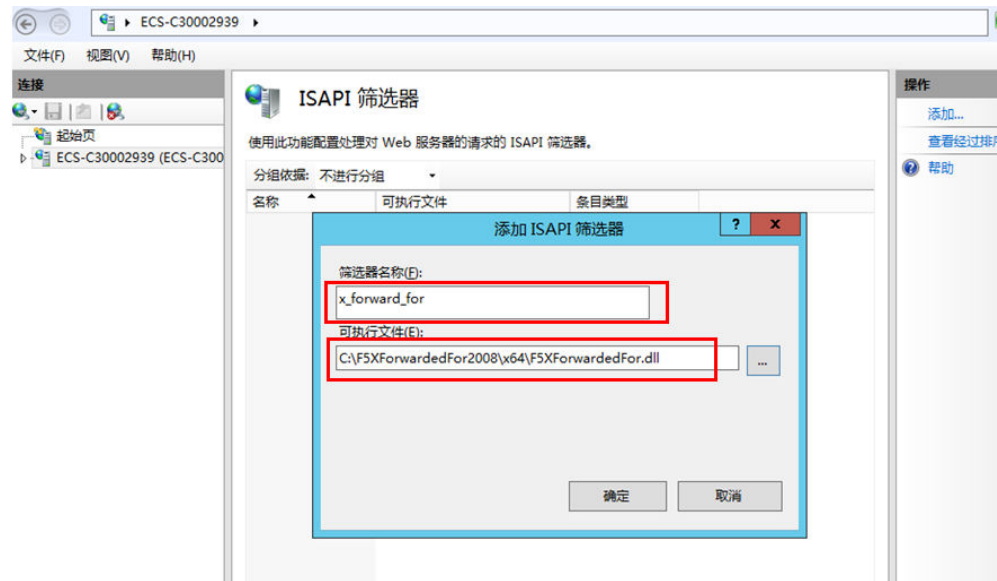 ECS-C30002939
文件(F) 视图(V) 帮助(H)
连接
起始页
ECS-C30002939 (ECS-C300
ISAPI 筛选器
使用此功能配置处理对 Web 服务器的请求的 ISAPI 筛选器。
分组依据: 不进行分组
名称 可执行文件 条目类型
添加 ISAPI 筛选器
? x
筛选器名称(F):
x_forward_for
可执行文件(E):
C:\F5XForwardedFor2008\x64\F5XForwardedFor.dll
...
确定 取消
操作
添加...
查看经过排序
帮助